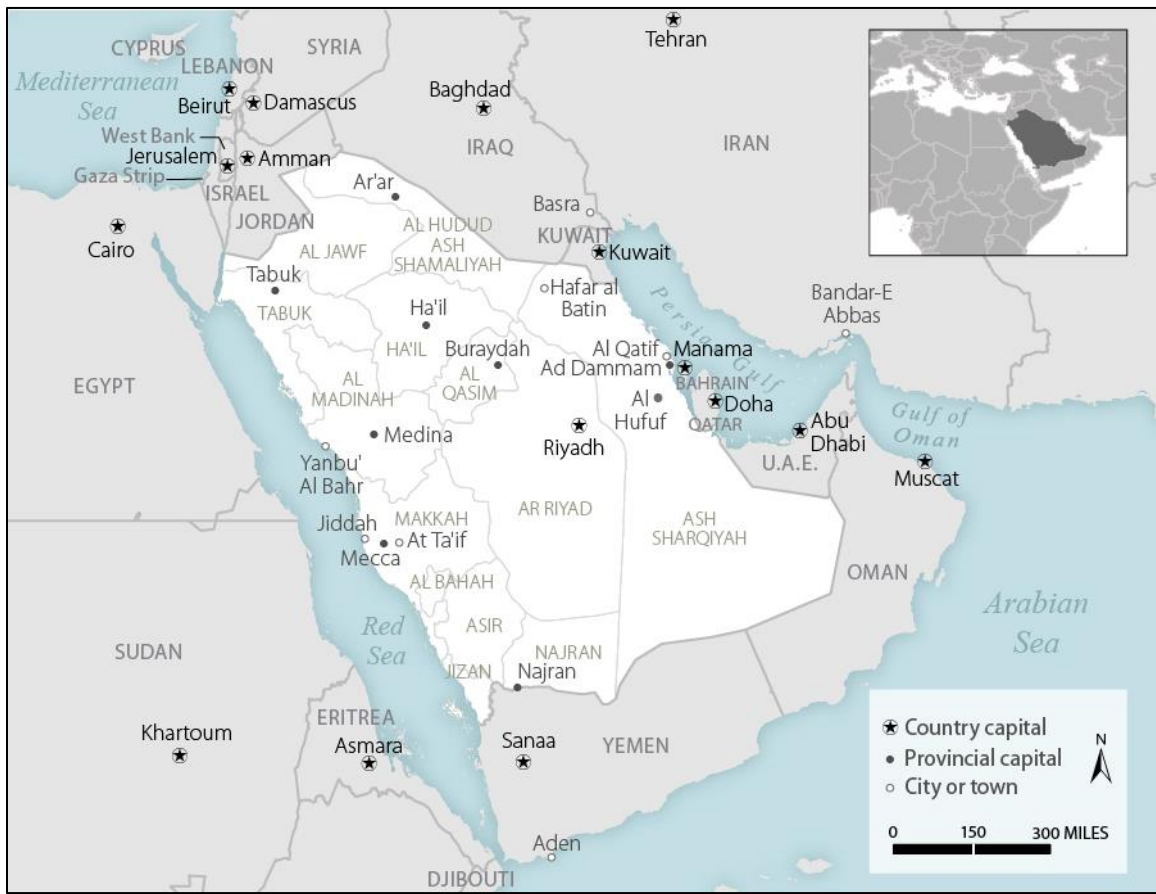 CYPRUS
SYRIA
Tehran
LEBANON
Mediterranean
Sea
Beirut
Damascus
Baghdad
West Bank
Jerusalem
Amman
IRAQ
IRAN
Gaza Strip
ISRAEL
Ar'ar
JORDAN
Basra
Cairo
AL HUDUD
ASH
SHAMALIYAH
KUWAIT
Kuwait
AL JAWF
Tabuk
Hafar al
Batin
Persian Gulf
Bandar-E
Abbas
TABUK
Ha'il
HA'IL
Buraydah
Al Qatif
Manama
Ad Dammam
EGYPT
AL
MADINAH
AL
QASIM
BAHRAIN
Al
Hufuf
Doha
QATAR
Gulf of
Oman
Abu
Dhabi
Medina
Riyadh
U.A.E.
Muscat
Yanbu'
Al Bahr
Jiddah
MAKKAH
AR RIYAD
ASH
SHARQIYAH
Mecca
At Ta'if
OMAN
AL BAHAH
Arabian
Sea
Red
Sea
ASIR
SUDAN
NAJRAN
JIZAN
Najran
ERITREA
Khartoum
Asmara
Sanaa
YEMEN
Aden
DJIBOUTI
Country capital
Provincial capital
City or town
N
0 150 300 MILES